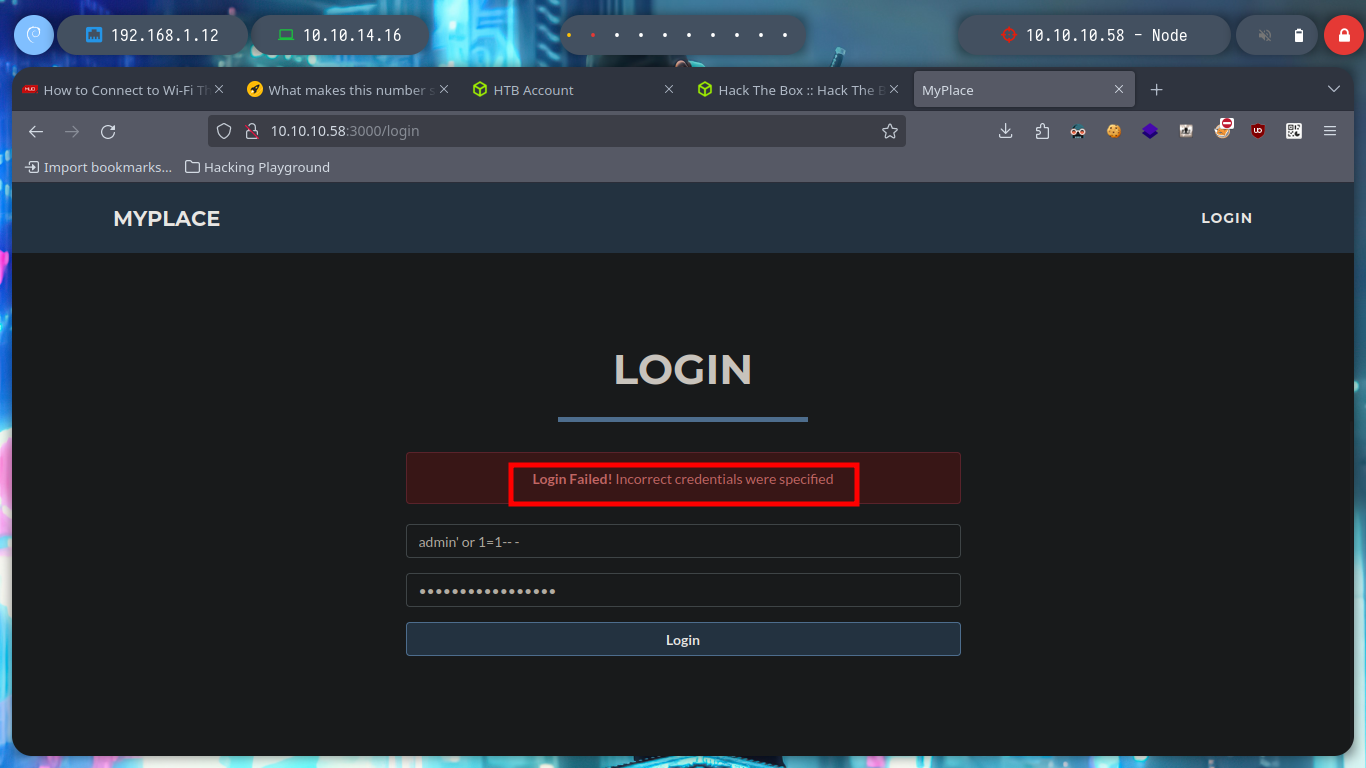 192.168.1.12 10.10.14.16 10.10.10.58 - Node
How to Connect to Wi-Fi Th What makes this number s HTB Account Hack The Box :: Hack The B MyPlace
10.10.10.58:3000/login
Import bookmarks... Hacking Playground
MYPLACE LOGIN
LOGIN
Login Failed! Incorrect credentials were specified
admin' or 1=1-- -
Login